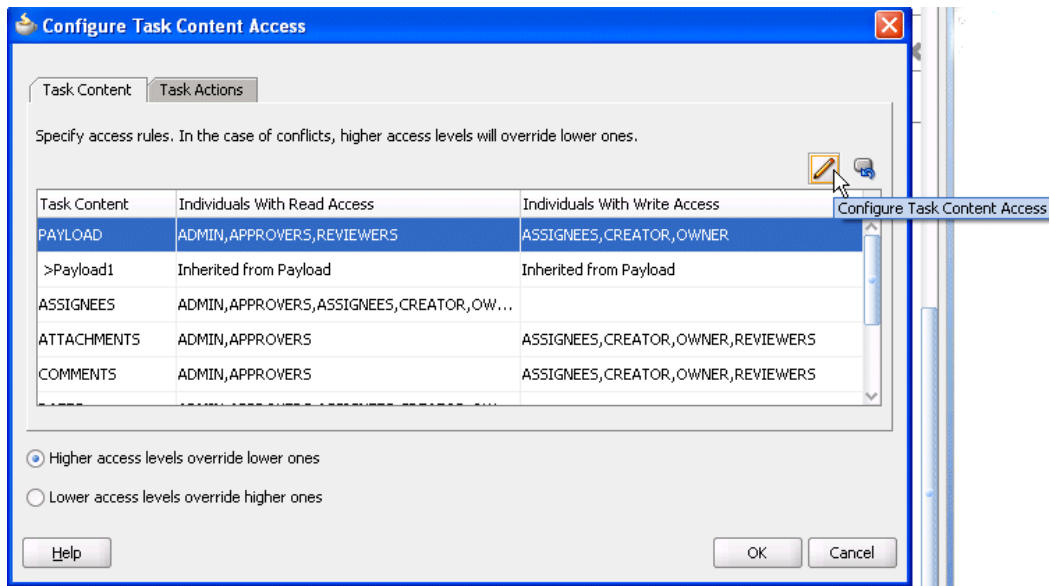 Configure Task Content Access
Task Content Task Actions
Specify access rules. In the case of conflicts, higher access levels will override lower ones.
Task Content Individuals With Read Access Individuals With Write Access
Configure Task Content Access
PAYLOAD ADMIN,APPROVERS,REVIEWERS ASSIGNEES,CREATOR,OWNER
>Payload1 Inherited from Payload Inherited from Payload
ASSIGNEES ADMIN,APPROVERS,ASSIGNEES,CREATOR,OW...
ATTACHMENTS ADMIN,APPROVERS ASSIGNEES,CREATOR,OWNER,REVIEWERS
COMMENTS ADMIN,APPROVERS ASSIGNEES,CREATOR,OWNER,REVIEWERS
Higher access levels override lower ones
Lower access levels override higher ones
Help OK Cancel